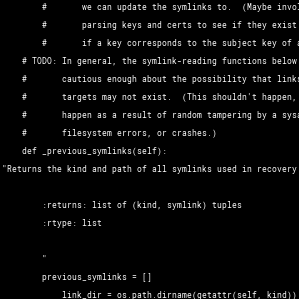 #       we can update the symlinks to.  (Maybe invol
#       parsing keys and certs to see if they exist
#       if a key corresponds to the subject key of a
# TODO: In general, the symlink-reading functions below
#       cautious enough about the possibility that links
#       targets may not exist.  (This shouldn't happen,
#       happen as a result of random tampering by a sysa
#       filesystem errors, or crashes.)
def _previous_symlinks(self):
"Returns the kind and path of all symlinks used in recovery
:returns: list of (kind, symlink) tuples
:rtype: list
"
previous_symlinks = []
link_dir = os.path.dirname(getattr(self, kind))